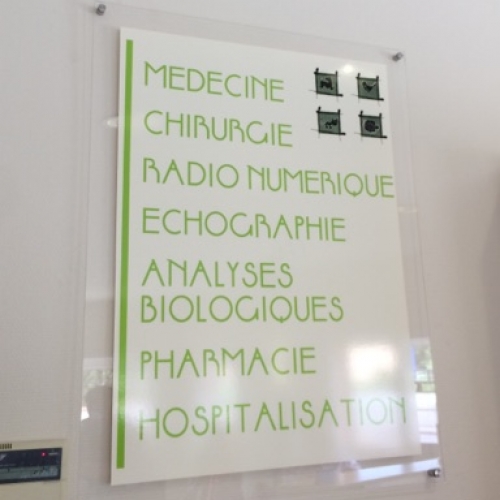 MEDECINE
CHIRURGIE
RADIO NUMERIQUE
ECHOGRAPHIE
ANALYSES
BIOLOGIQUES
PHARMACIE
HOSPITALISATION